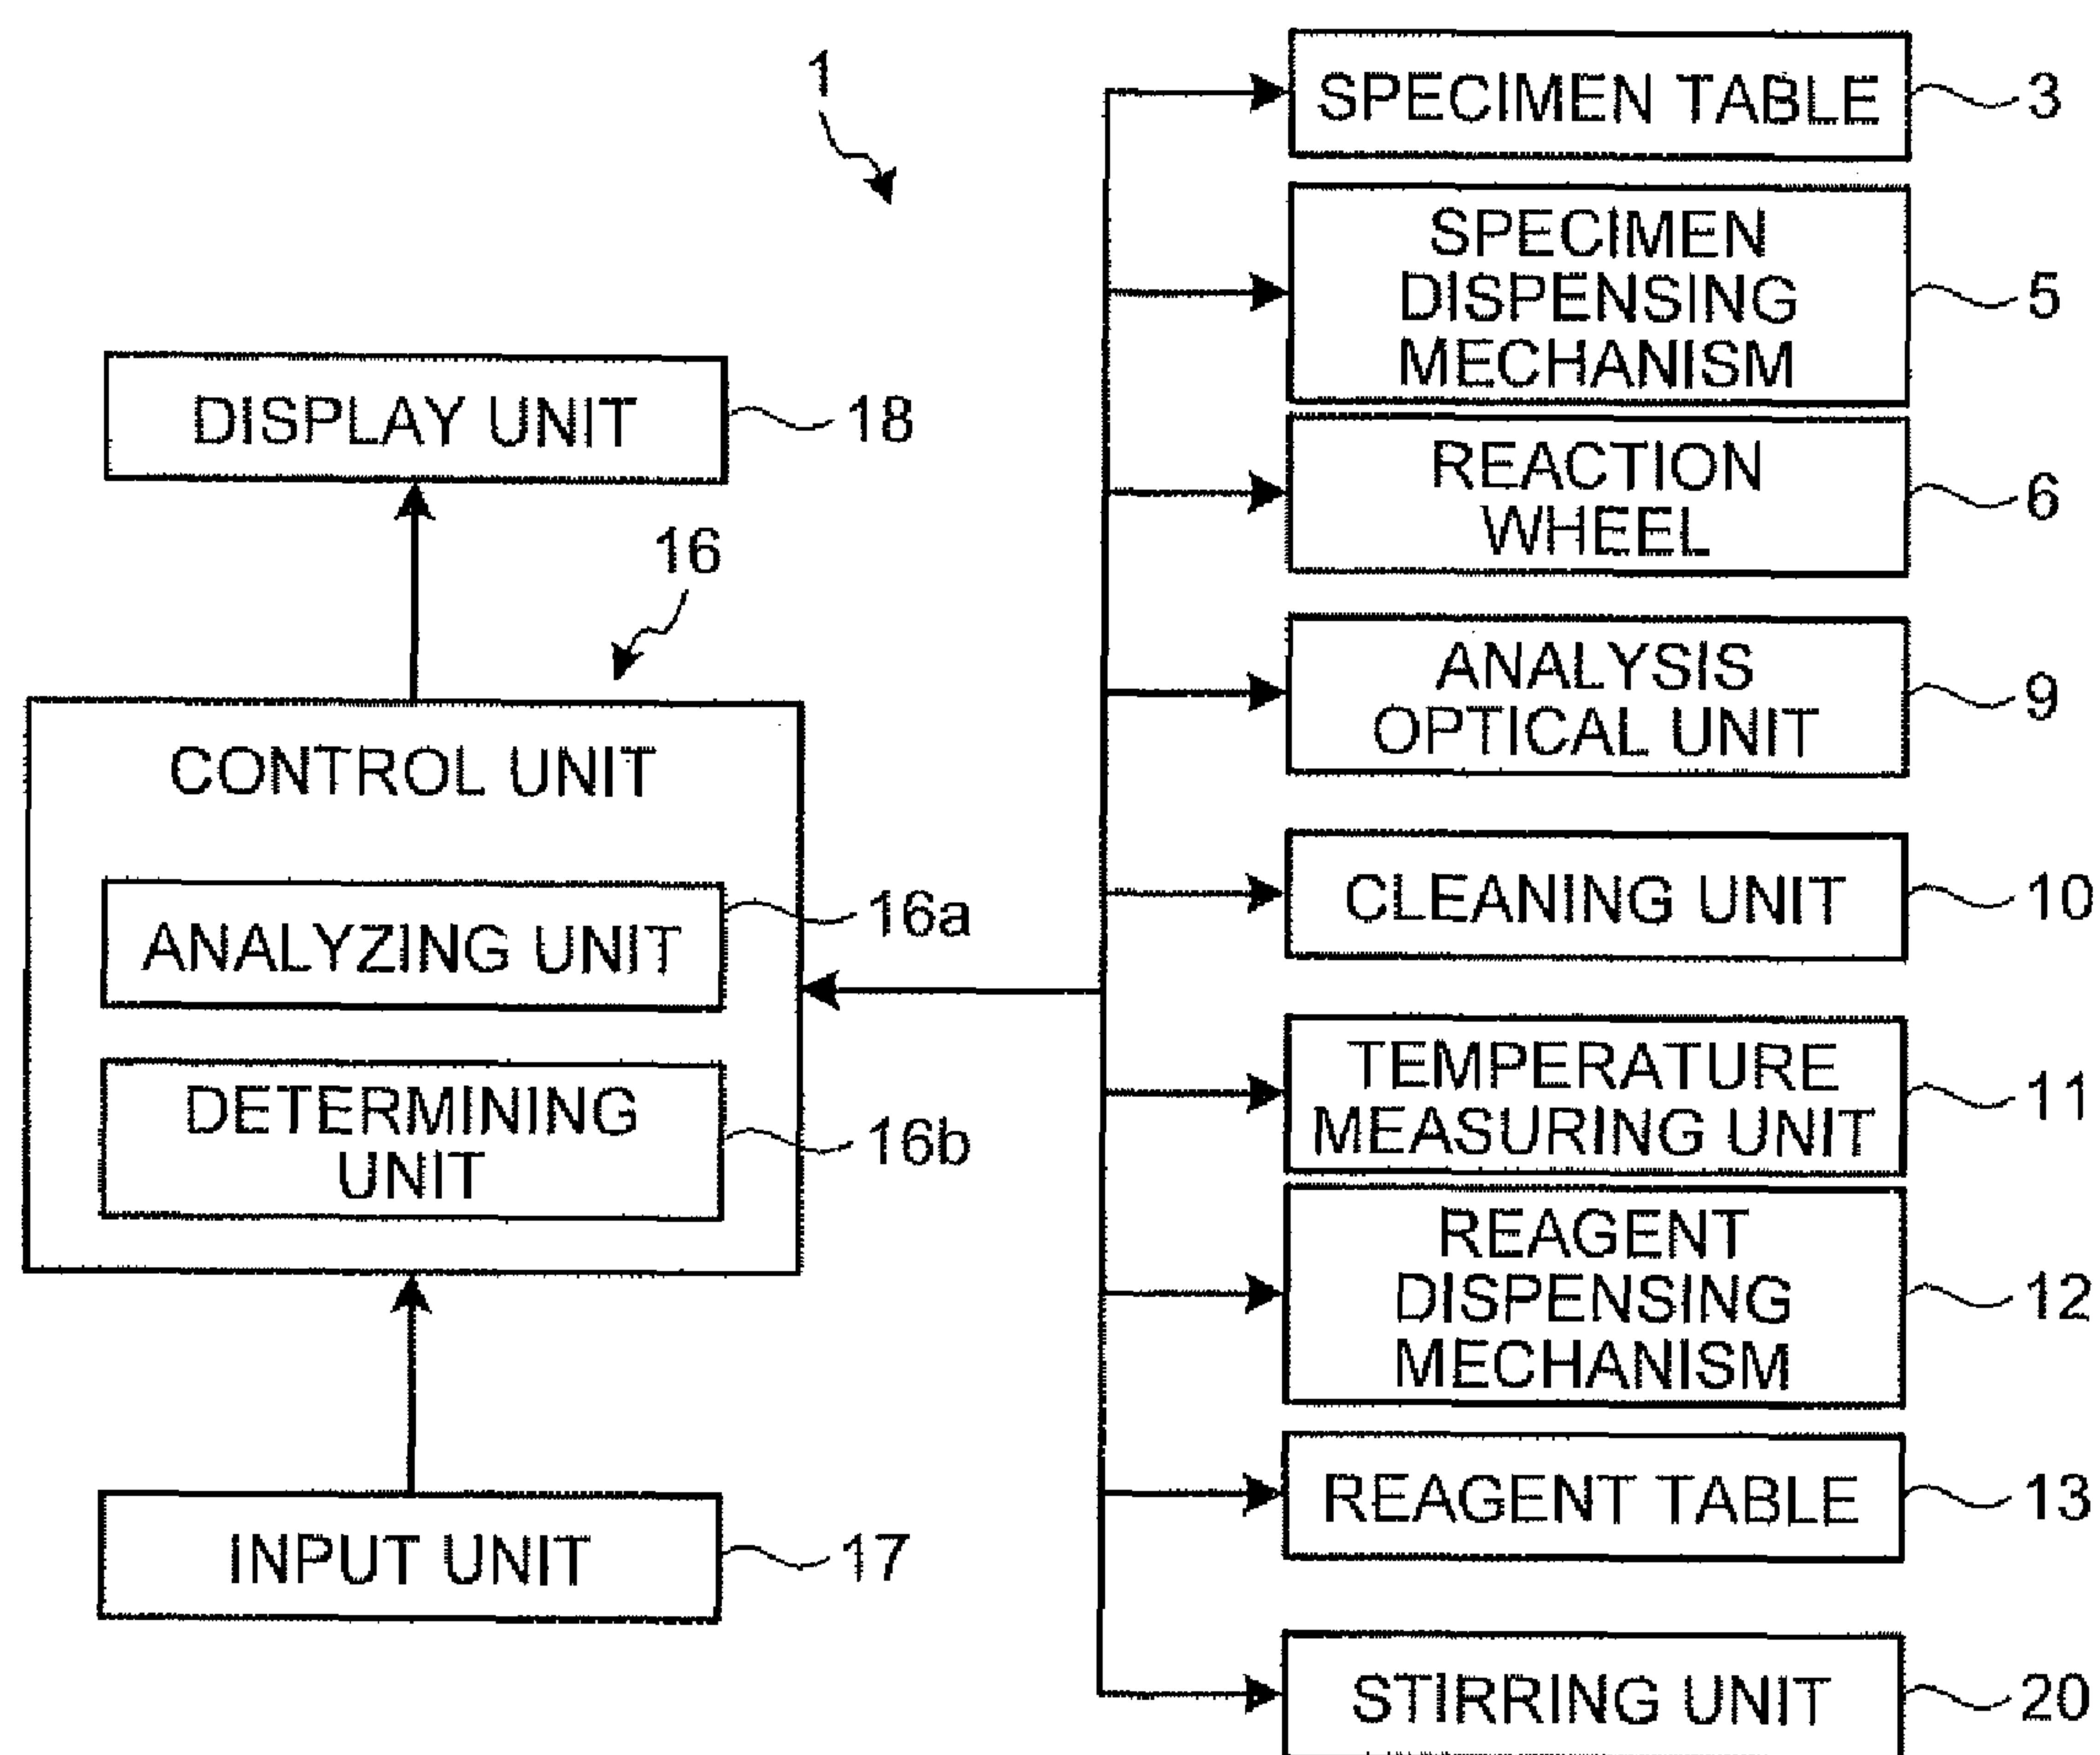 1
SPECIMEN TABLE
3
SPECIMEN
DISPENSING
MECHANISM
5
DISPLAY UNIT
18
REACTION
WHEEL
6
16
ANALYSIS
OPTICAL UNIT
9
CONTROL UNIT
ANALYZING UNIT
16a
CLEANING UNIT
10
DETERMINING
UNIT
16b
TEMPERATURE
MEASURING UNIT
11
REAGENT
DISPENSING
MECHANISM
12
INPUT UNIT
17
REAGENT TABLE
13
STIRRING UNIT
20